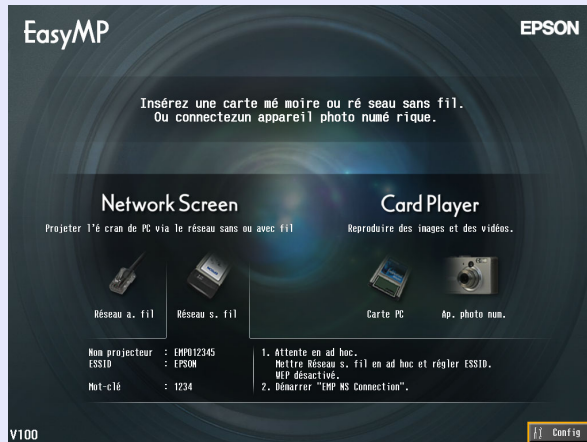 EasyMP
EPSON
Insérez une carte mé moire ou ré seau sans fil.
Ou connectezun appareil photo numé rique.
Network Screen
Projeter l'é cran de PC via le réseau sans ou avec fil
Réseau a. fil
Réseau s. fil
Card Player
Reproduire des images et des vidéos.
Carte PC
Ap. photo num.
Nom projecteur : EMP012345
ESSID : EPSON
Mot-clé : 1234
1. Attente en ad hoc.
Mettre Réseau s. fil en ad hoc et régler ESSID.
WEP désactivé.
2. Démarrer "EMP NS Connection".
V100
Config